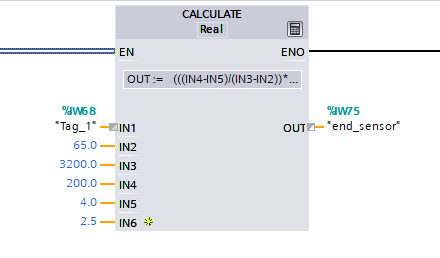 CALCULATE
Real
EN
ENO
OUT := (((IN4-IN5)/(IN3-IN2))*...
%IW68
%IW75
"Tag_1"
IN1
OUT
"end_sensor"
65.0
IN2
3200.0
IN3
200.0
IN4
4.0
IN5
2.5
IN6